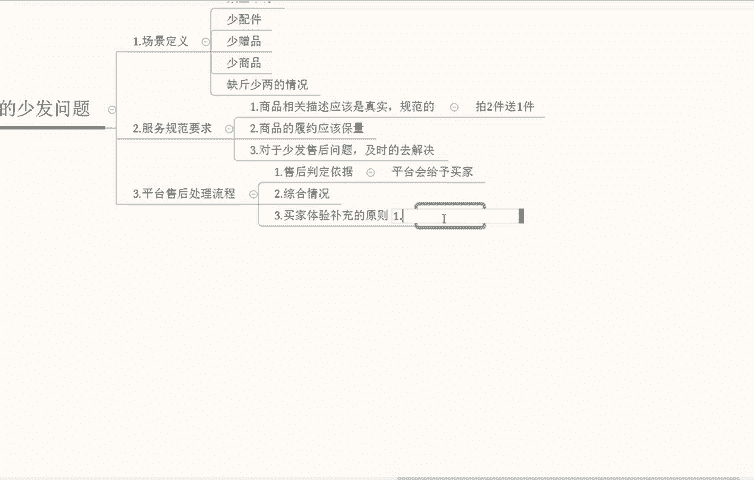 少配件
1.场景定义
少赠品
少商品
缺斤少两的情况
的少发问题
1.商品相关描述应该是真实，规范的
拍2件送1件
2.服务规范要求
2.商品的履约应该保量
3.对于少发售后问题，及时的去解决
1.售后判定依据
平台会给予买家
3.平台售后处理流程
2.综合情况
3.买家体验补充的原则
1.